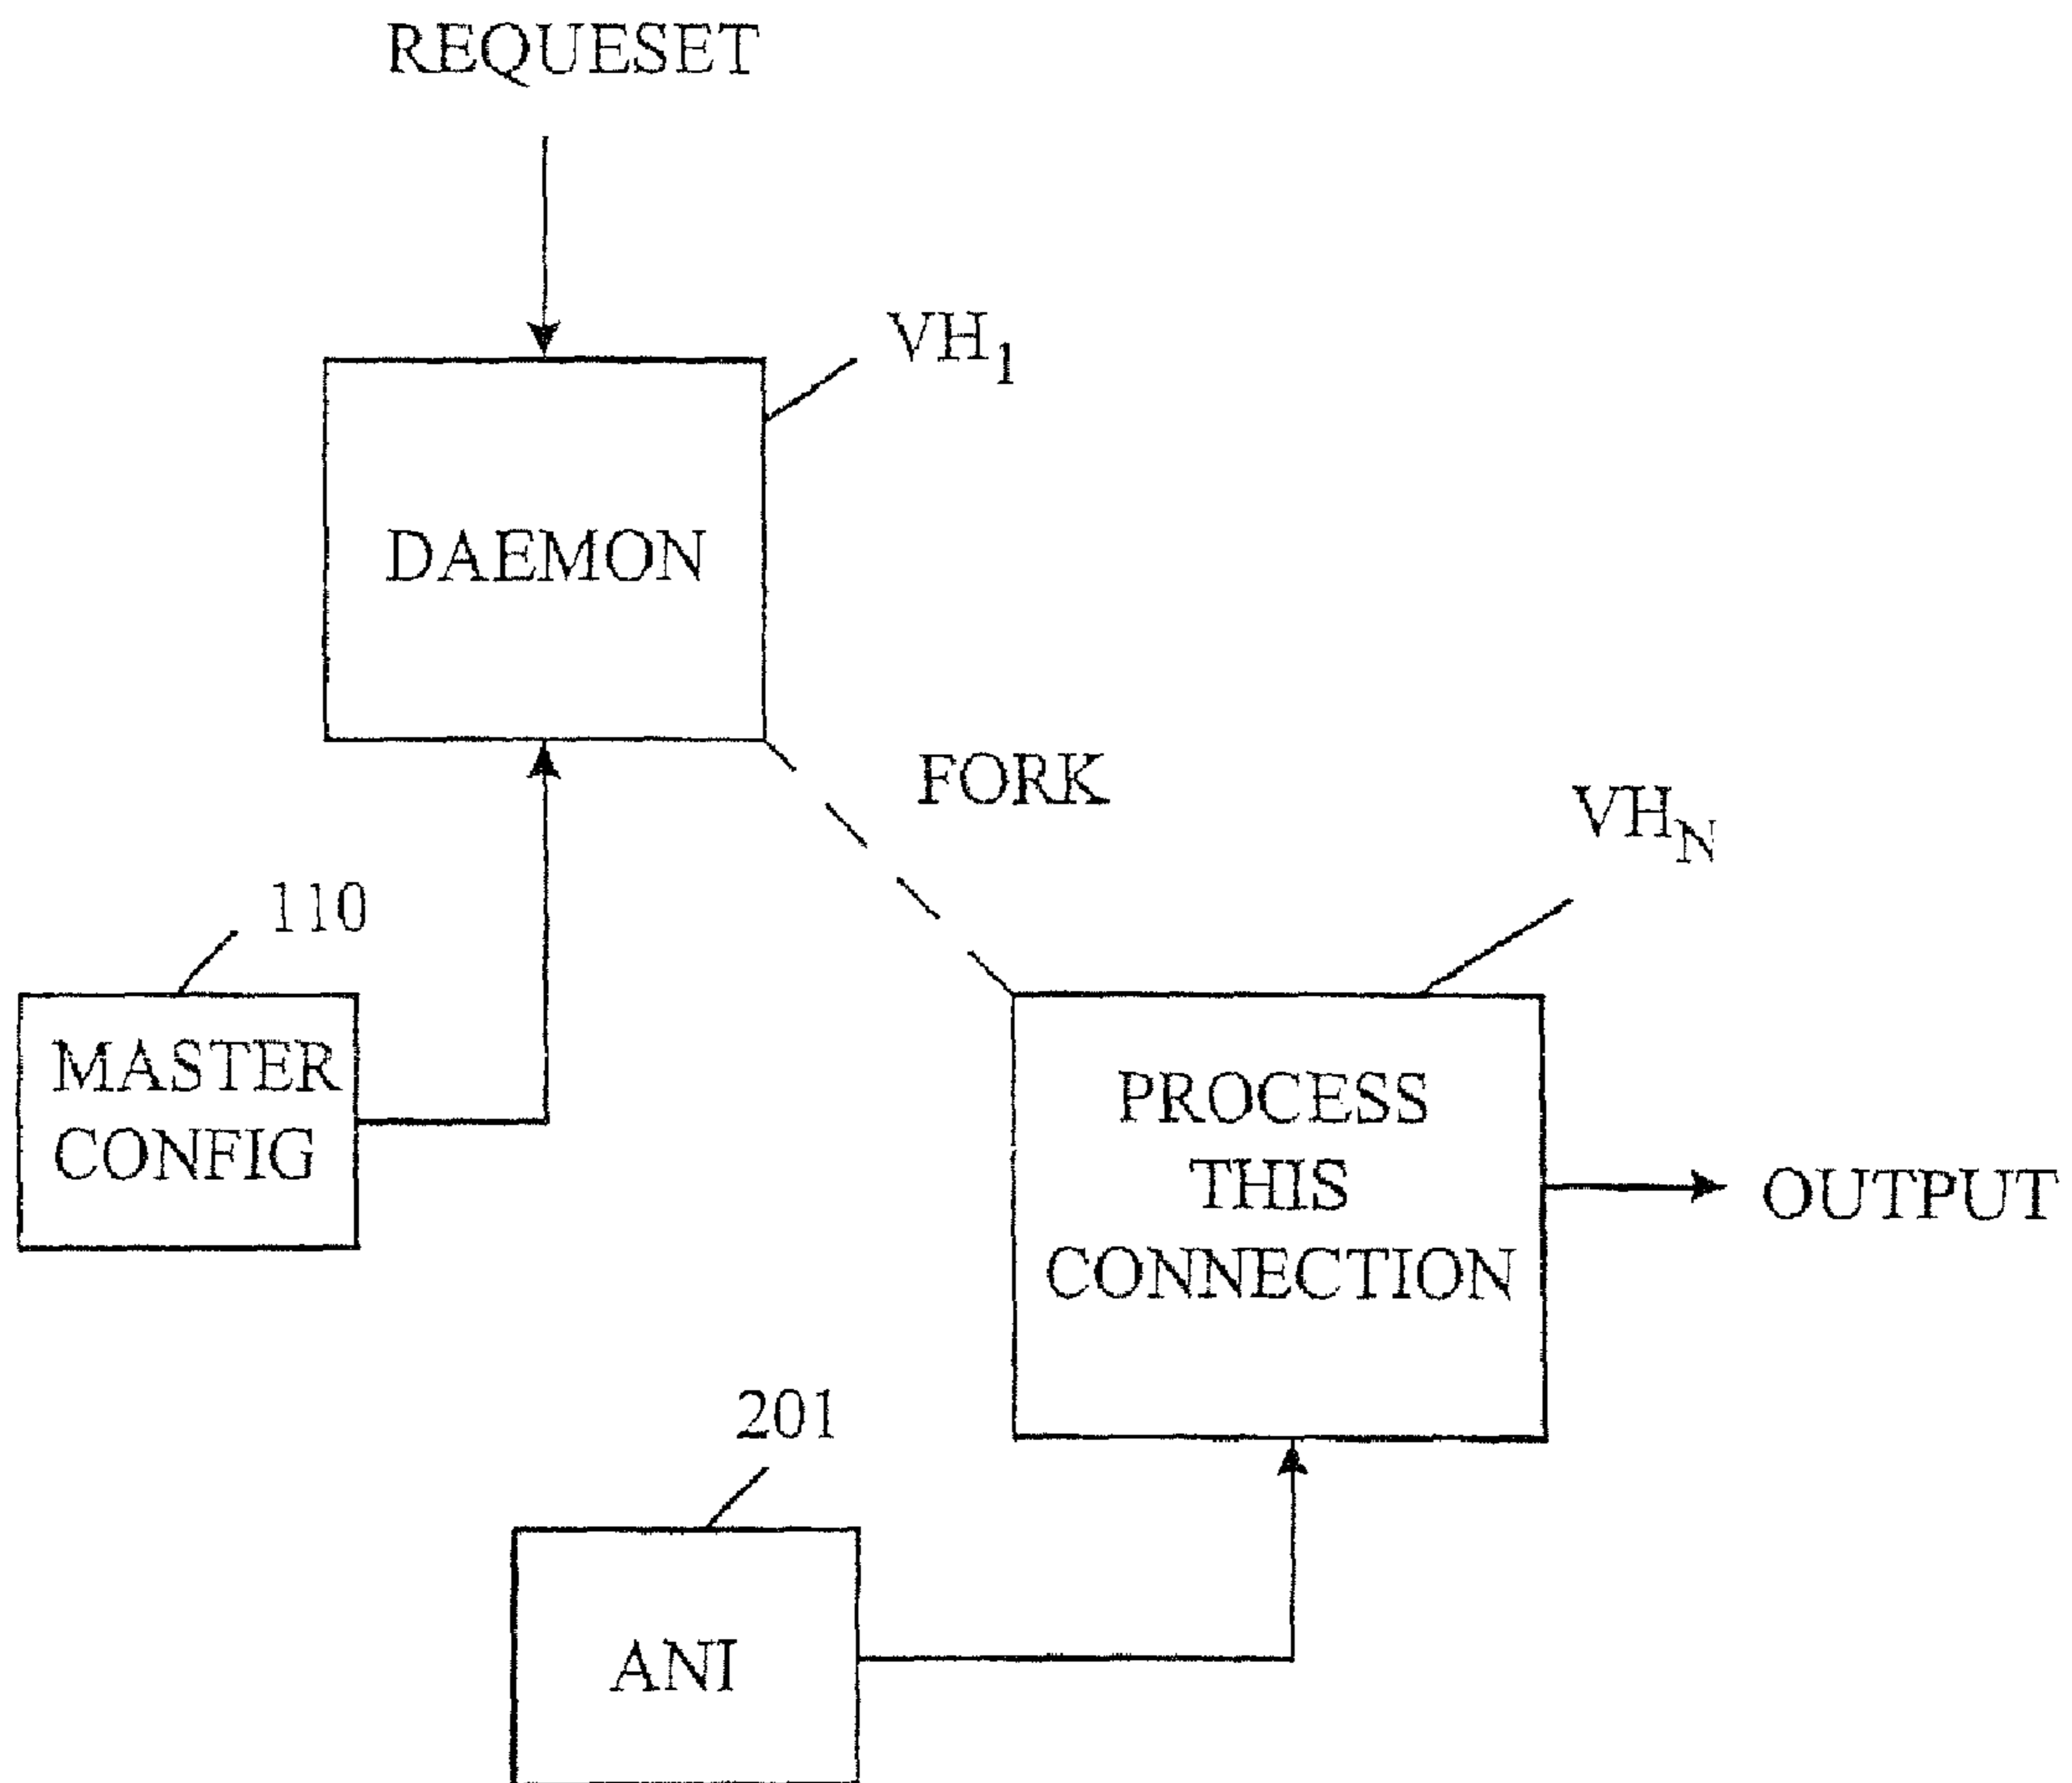 REQUESET
VH1
DAEMON
FORK
VHN
110
MASTER
CONFIG
PROCESS
THIS
CONNECTION
OUTPUT
201
ANI